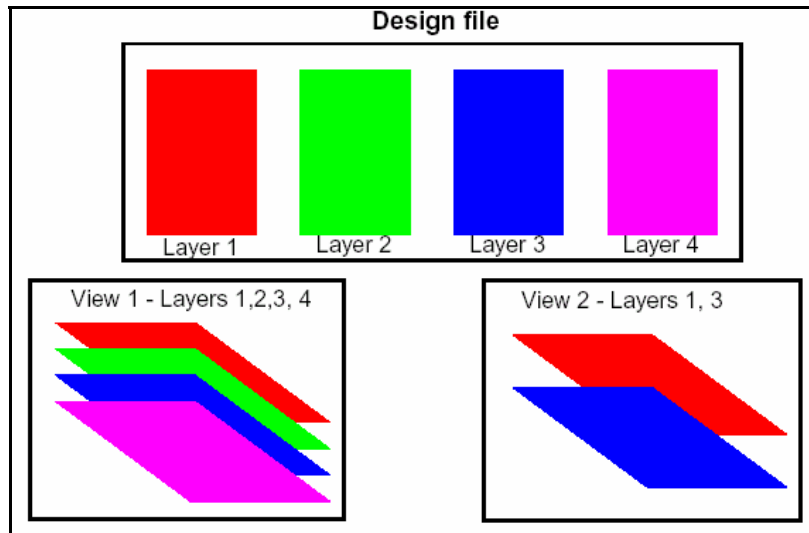 Design file
Layer 1
Layer 2
Layer 3
Layer 4
View 1 - Layers 1,2,3, 4
View 2 - Layers 1, 3